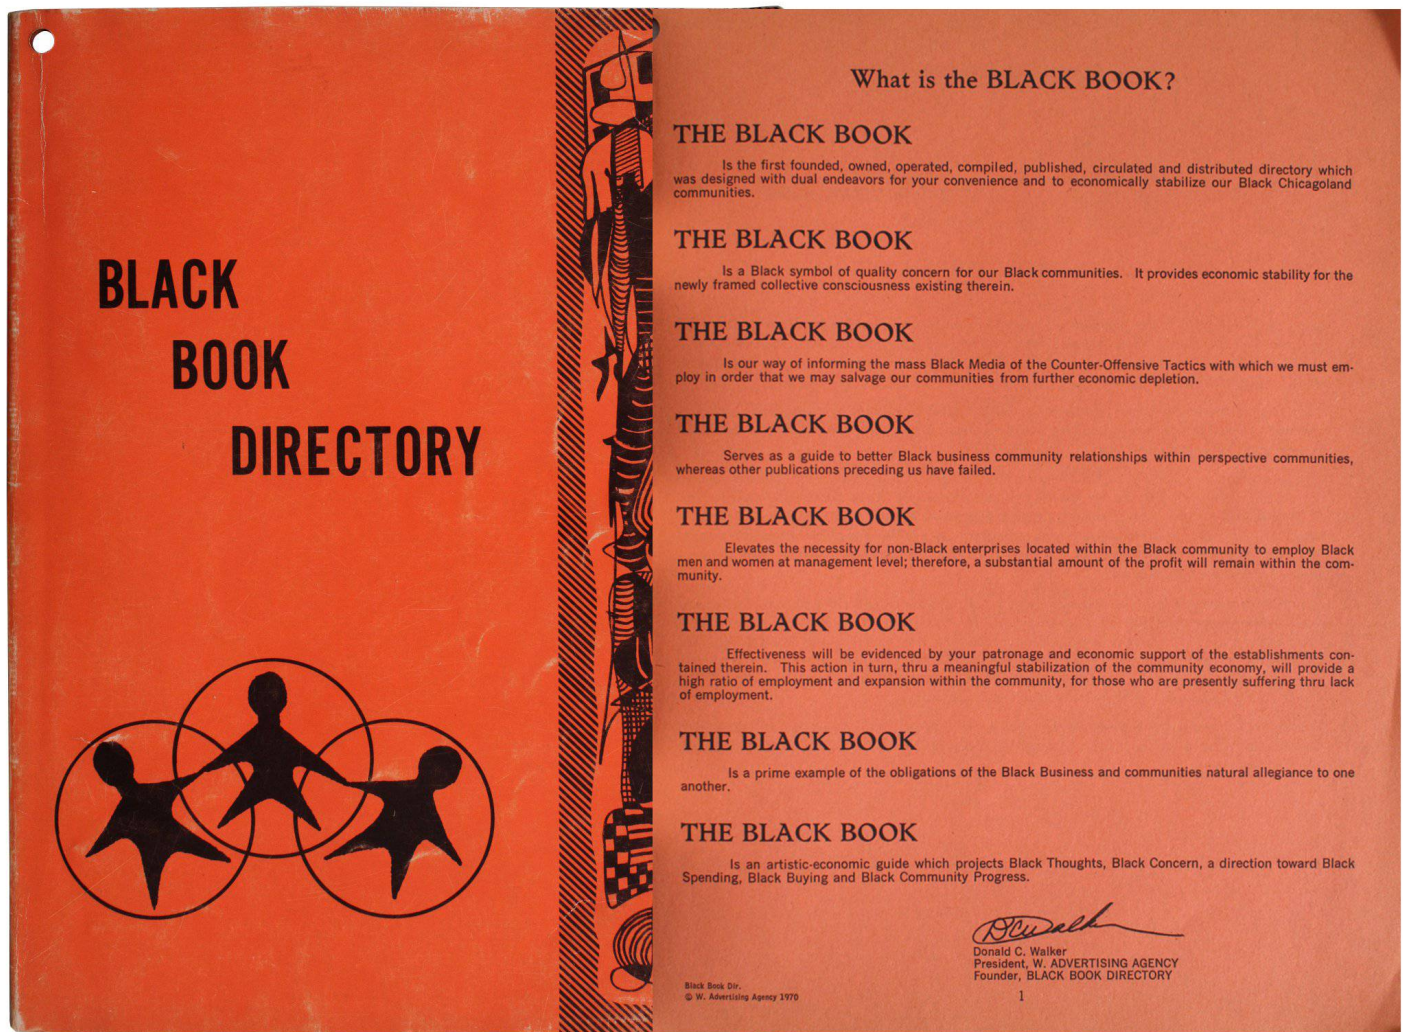 BLACK
BOOK
DIRECTORY
What is the BLACK BOOK?
THE BLACK BOOK
Is the first founded, owned, operated, compiled, published, circulated and distributed directory which
was designed with dual endeavors for your convenience and to economically stabilize our Black Chicagoland
communities.
THE BLACK BOOK
Is a Black symbol of quality concern for our Black communities. It provides economic stability for the
newly framed collective consciousness existing therein.
THE BLACK BOOK
Is our way of informing the mass Black Media of the Counter-Offensive Tactics with which we must em-
ploy in order that we may salvage our communities from further economic depletion.
THE BLACK BOOK
Serves as a guide to better Black business community relationships within perspective communities,
whereas other publications preceding us have failed.
THE BLACK BOOK
Elevates the necessity for non-Black enterprises located within the Black community to employ Black
men and women at management level; therefore, a substantial amount of the profit will remain within the com-
munity.
THE BLACK BOOK
Effectiveness will be evidenced by your patronage and economic support of the establishments con-
tained therein. This action in turn, thru a meaningful stabilization of the community economy, will provide a
high ratio of employment and expansion within the community, for those who are presently suffering thru lack
of employment.
THE BLACK BOOK
Is a prime example of the obligations of the Black Business and communities natural allegiance to one
another.
THE BLACK BOOK
Is an artistic-economic guide which projects Black Thoughts, Black Concern, a direction toward Black
Spending, Black Buying and Black Community Progress.
DCWalker
Donald C. Walker
President, W. ADVERTISING AGENCY
Founder, BLACK BOOK DIRECTORY
Black Book Dir.
© W. Advertising Agency 1970
1